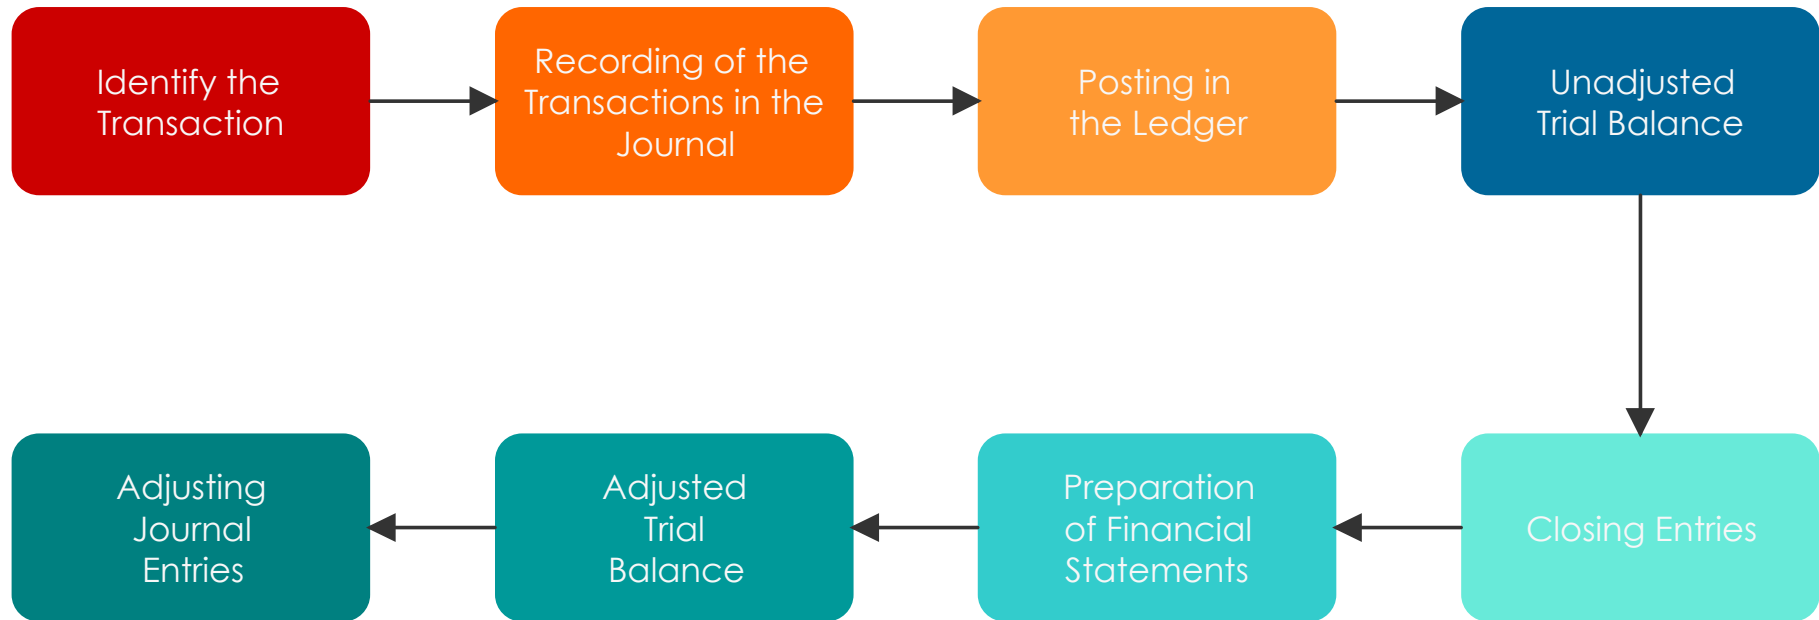 Identify the
Transaction
Recording of the
Transactions in the
Journal
Posting in
the Ledger
Unadjusted
Trial Balance
Adjusting
Journal
Entries
Adjusted
Trial
Balance
Preparation
of Financial
Statements
Closing Entries